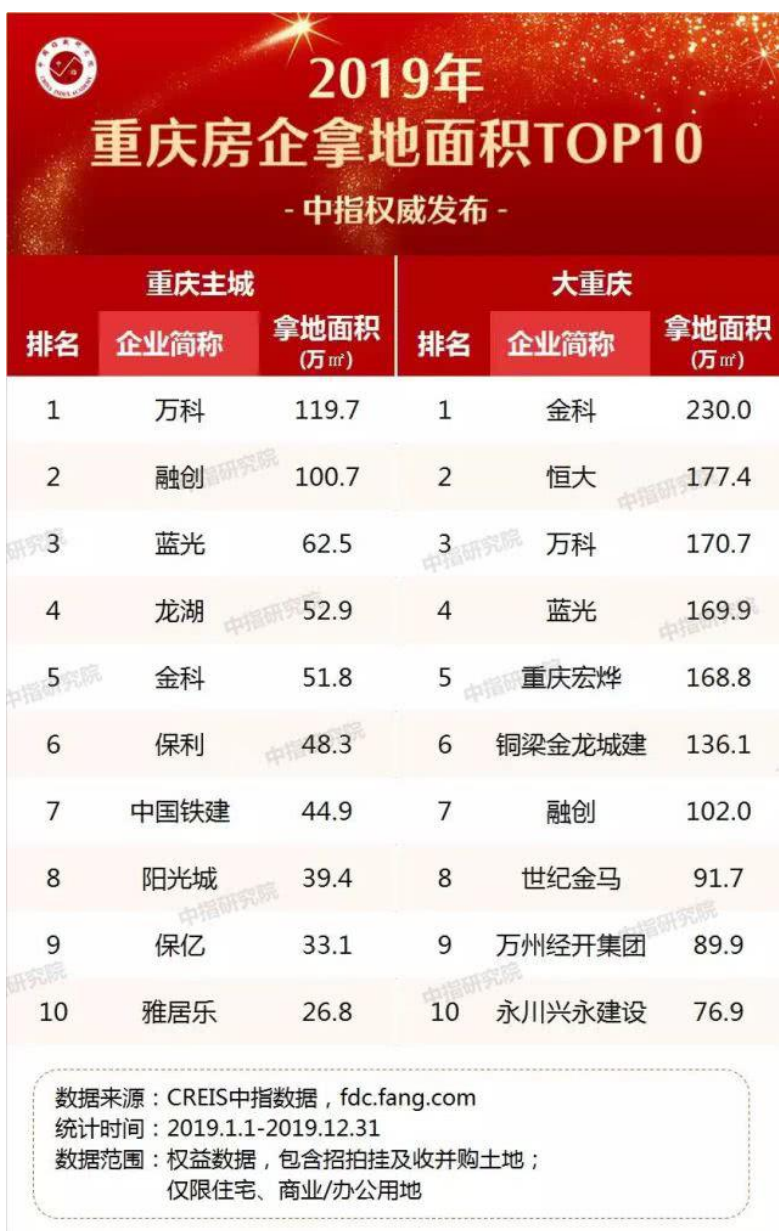 2019年
重庆房企拿地面积TOP10
- 中指权威发布 -
重庆主城 大重庆
排名 企业简称 拿地面积(万㎡) 排名 企业简称 拿地面积(万㎡)
1 万科 119.7 1 金科 230.0
2 融创 100.7 2 恒大 177.4
3 蓝光 62.5 3 万科 170.7
4 龙湖 52.9 4 蓝光 169.9
5 金科 51.8 5 重庆宏烨 168.8
6 保利 48.3 6 铜梁金龙城建 136.1
7 中国铁建 44.9 7 融创 102.0
8 阳光城 39.4 8 世纪金马 91.7
9 保亿 33.1 9 万州经开集团 89.9
10 雅居乐 26.8 10 永川兴永建设 76.9
数据来源：CREIS中指数据，fdc.fang.com
统计时间：2019.1.1-2019.12.31
数据范围：权益数据，包含招拍挂及收并购土地；
仅限住宅、商业/办公用地
中指研究院